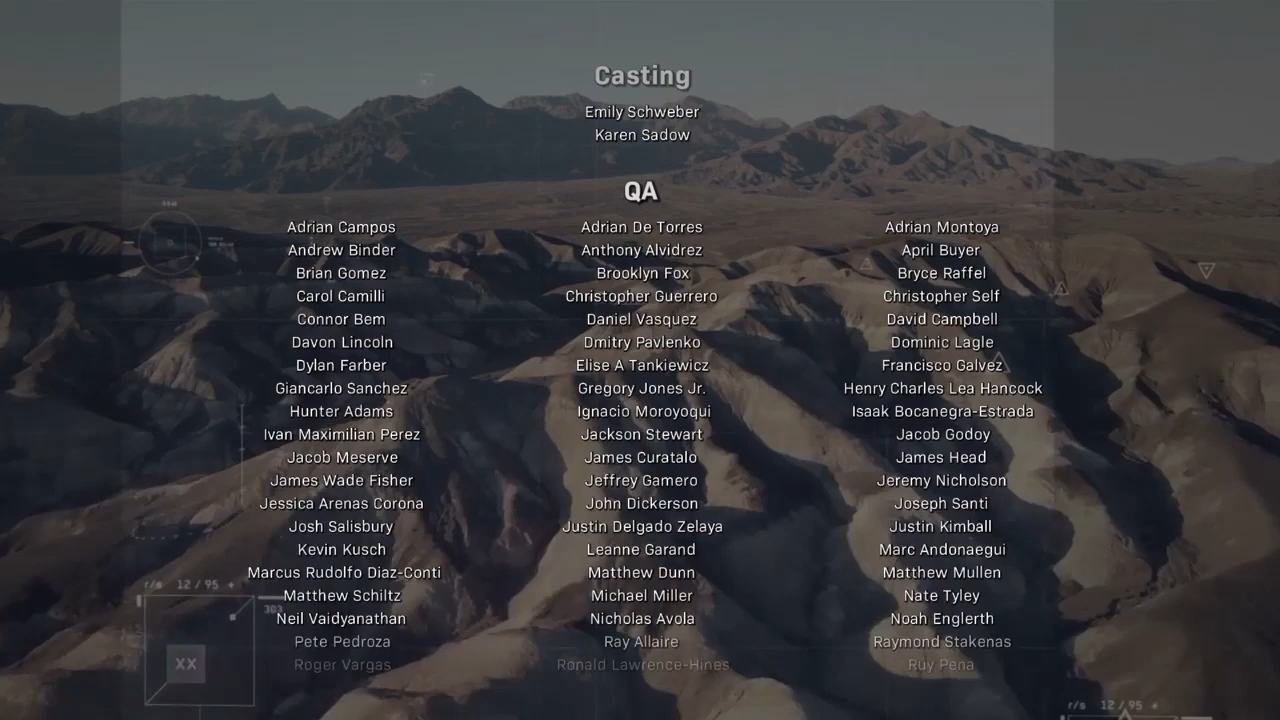 Casting
Emily Schweber
Karen Sadow
QA
Adrian Campos Adrian De Torres Adrian Montoya
Andrew Binder Anthony Alvidrez April Buyer
Brian Gomez Brooklyn Fox Bryce Raffel
Carol Camilli Christopher Guerrero Christopher Self
Connor Bem Daniel Vasquez David Campbell
Davon Lincoln Dmitry Pavlenko Dominic Lagle
Dylan Farber Elise A Tankiewicz Francisco Galvez
Giancarlo Sanchez Gregory Jones Jr. Henry Charles Lea Hancock
Hunter Adams Ignacio Moroyoqui Isaak Bocanegra-Estrada
Ivan Maximilian Perez Jackson Stewart Jacob Godoy
Jacob Meserve James Curatalo James Head
James Wade Fisher Jeffrey Gamero Jeremy Nicholson
Jessica Arenas Corona John Dickerson Joseph Santi
Josh Salisbury Justin Delgado Zelaya Justin Kimball
Kevin Kusch Leanne Garand Marc Andonaegui
Marcus Rudolfo Diaz-Conti Matthew Dunn Matthew Mullen
r/s 12/95 +
Matthew Schiltz Michael Miller Nate Tyley
303
Neil Vaidyanathan Nicholas Avola Noah Englerth
Pete Pedroza Ray Allaire Raymond Stakenas
XX
Roger Vargas Ronald Lawrence-Hines Ruy Pena
r/s 12/95 +